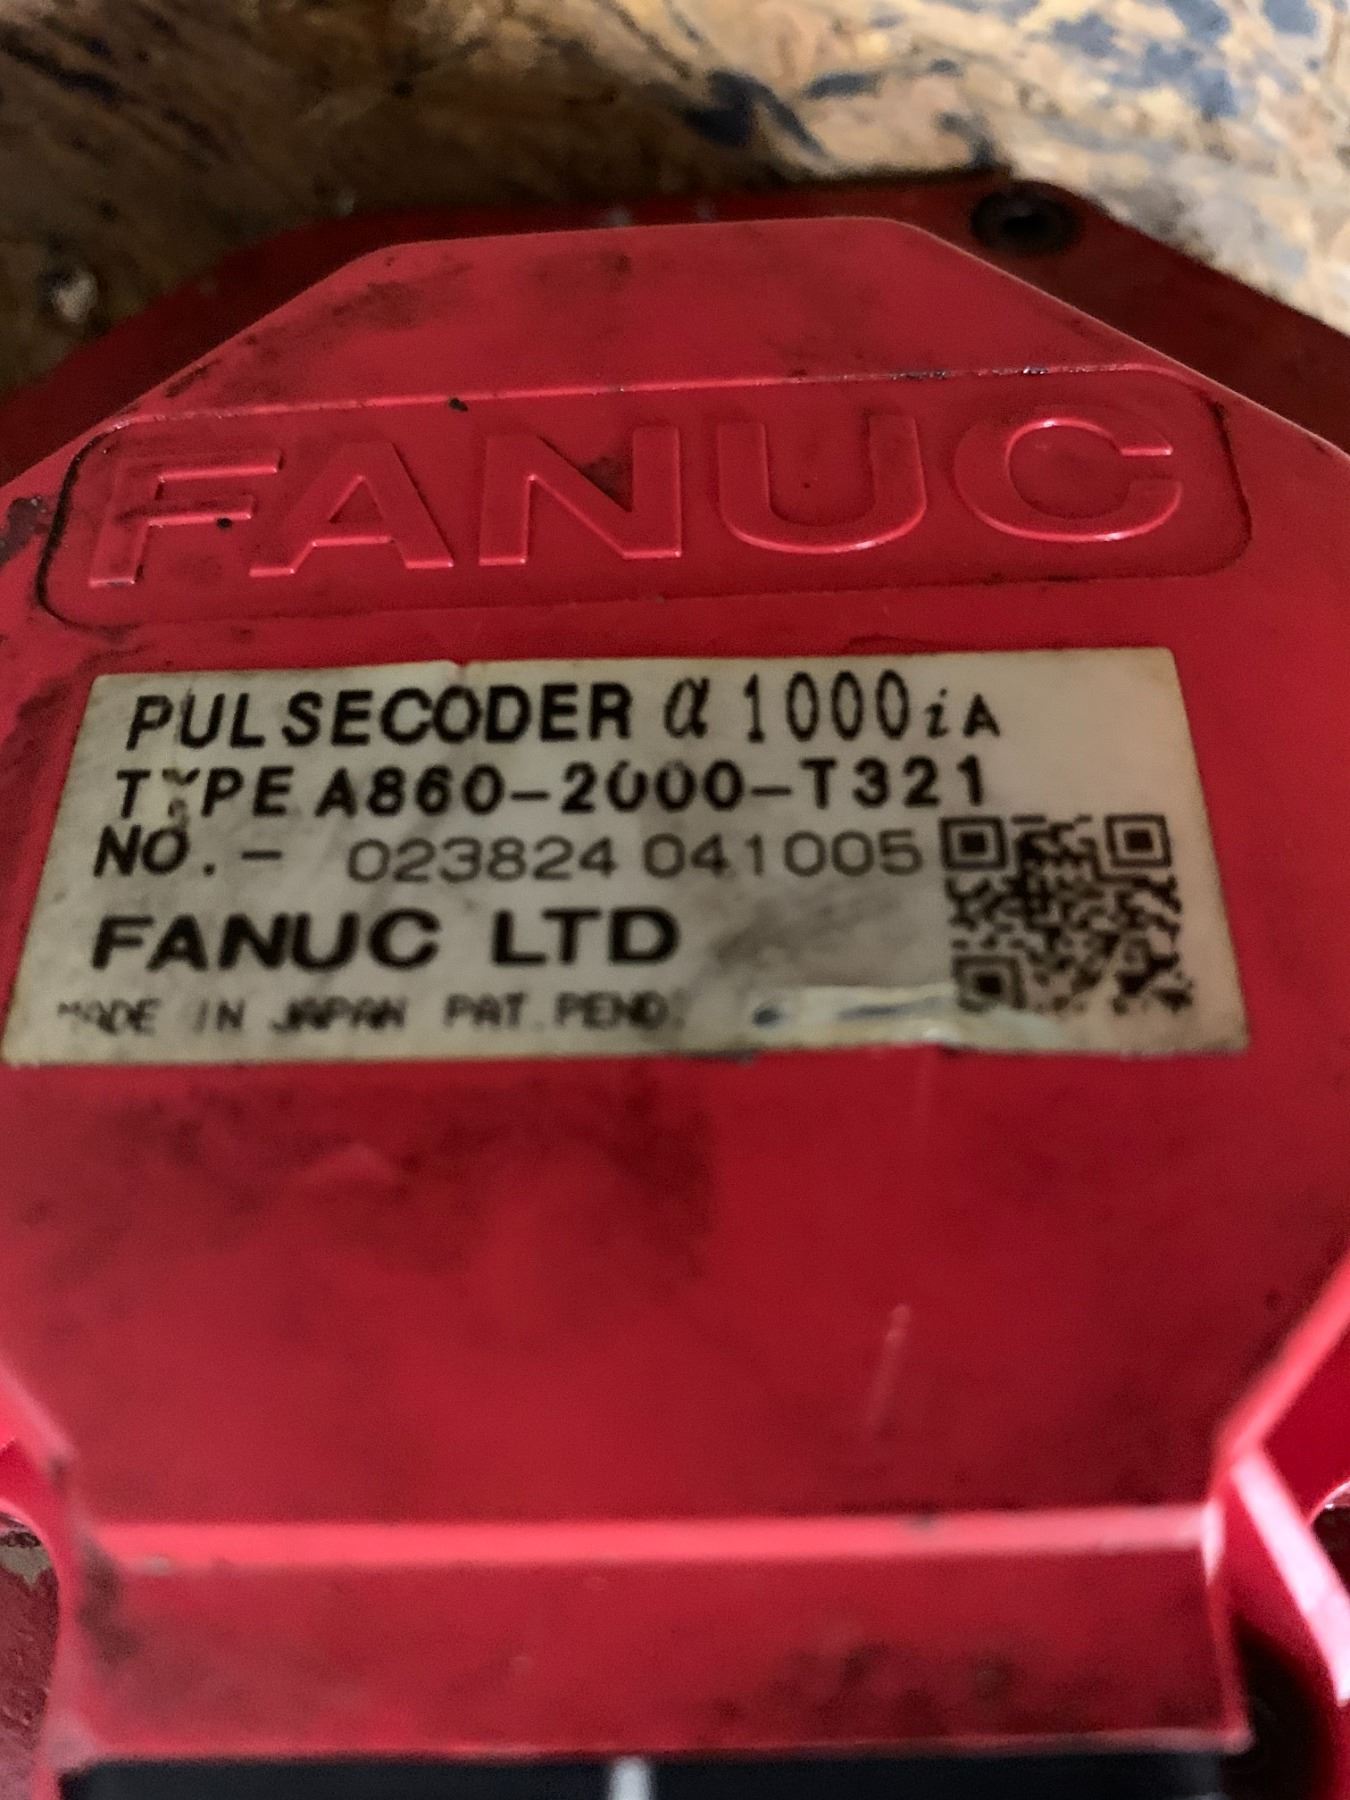 FANUC
PULSECODER α1000iA
TYPE A860-2000-T321
NO.- 023824 041005
FANUC LTD
MADE IN JAPAN PAT. PEND.